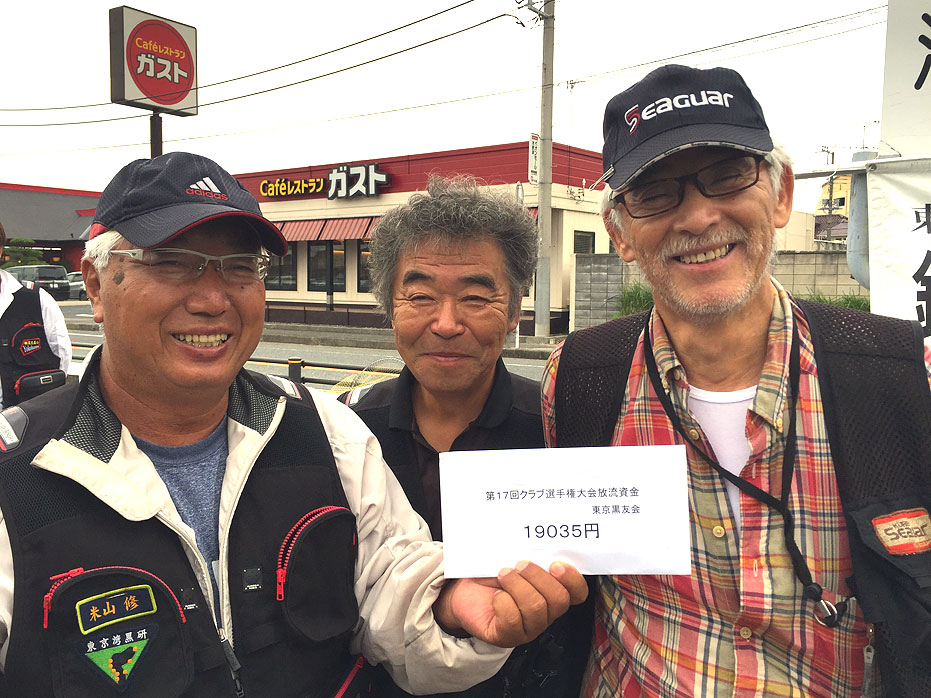 Caféレストラン
ガスト
Caféレストラン ガスト
adidas
Seaguar
第17回クラブ選手権大会放流資金
東京黒友会
19035円
米山 修
東京湾黒研
KUREHA
Seaguar